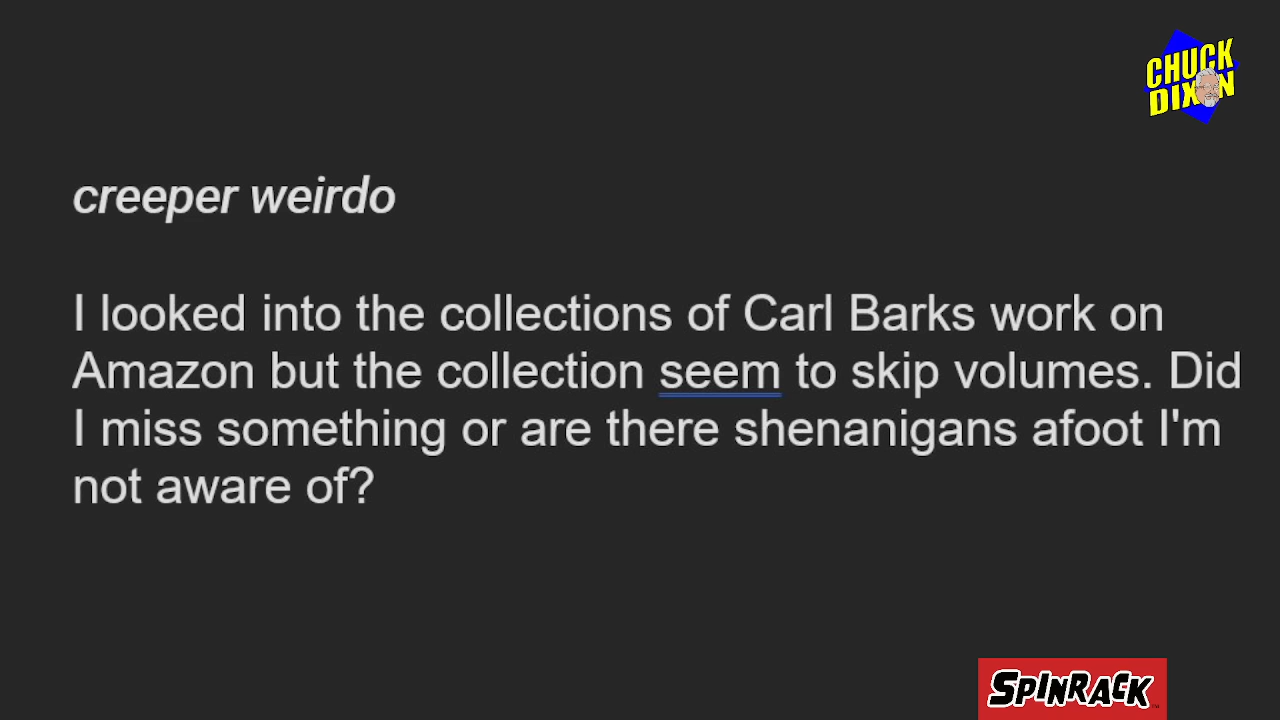 CHUCK
DIXON
creeper weirdo
I looked into the collections of Carl Barks work on
Amazon but the collection seem to skip volumes. Did
I miss something or are there shenanigans afoot I'm
not aware of?
SPINRACK